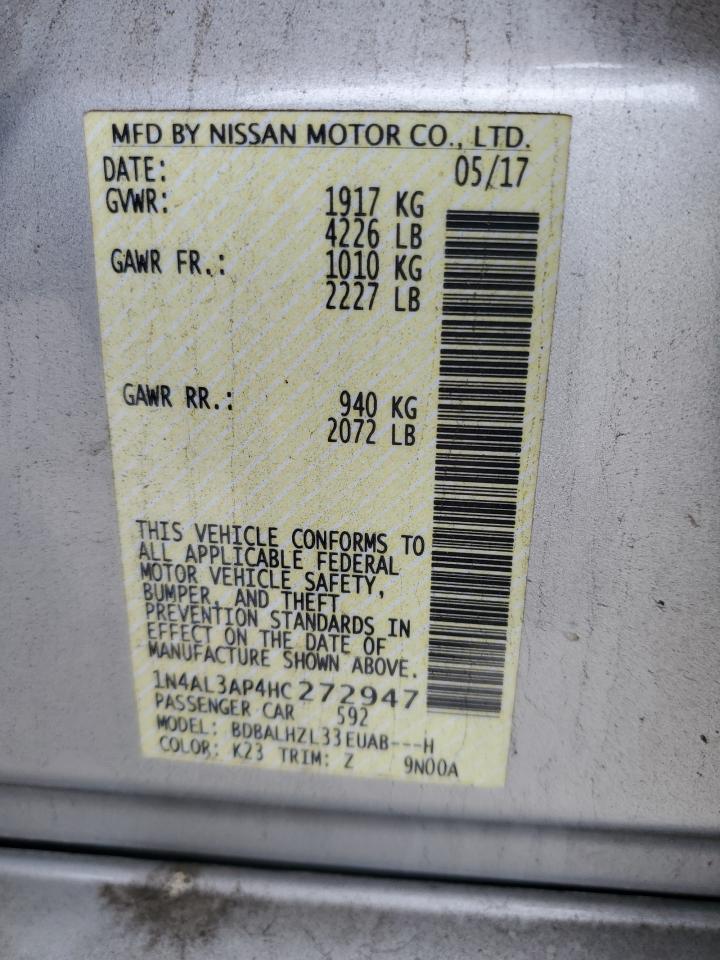 MFD BY NISSAN MOTOR CO., LTD.
DATE: 05/17
GVWR: 1917 KG
4226 LB
GAWR FR.: 1010 KG
2227 LB
GAWR RR.: 940 KG
2072 LB
THIS VEHICLE CONFORMS TO
ALL APPLICABLE FEDERAL
MOTOR VEHICLE SAFETY,
BUMPER, AND THEFT
PREVENTION STANDARDS IN
EFFECT ON THE DATE OF
MANUFACTURE SHOWN ABOVE.
1N4AL3AP4HC272947
PASSENGER CAR 592
MODEL: BDBALHZL33EUAB---H
COLOR: K23 TRIM: Z 9N00A